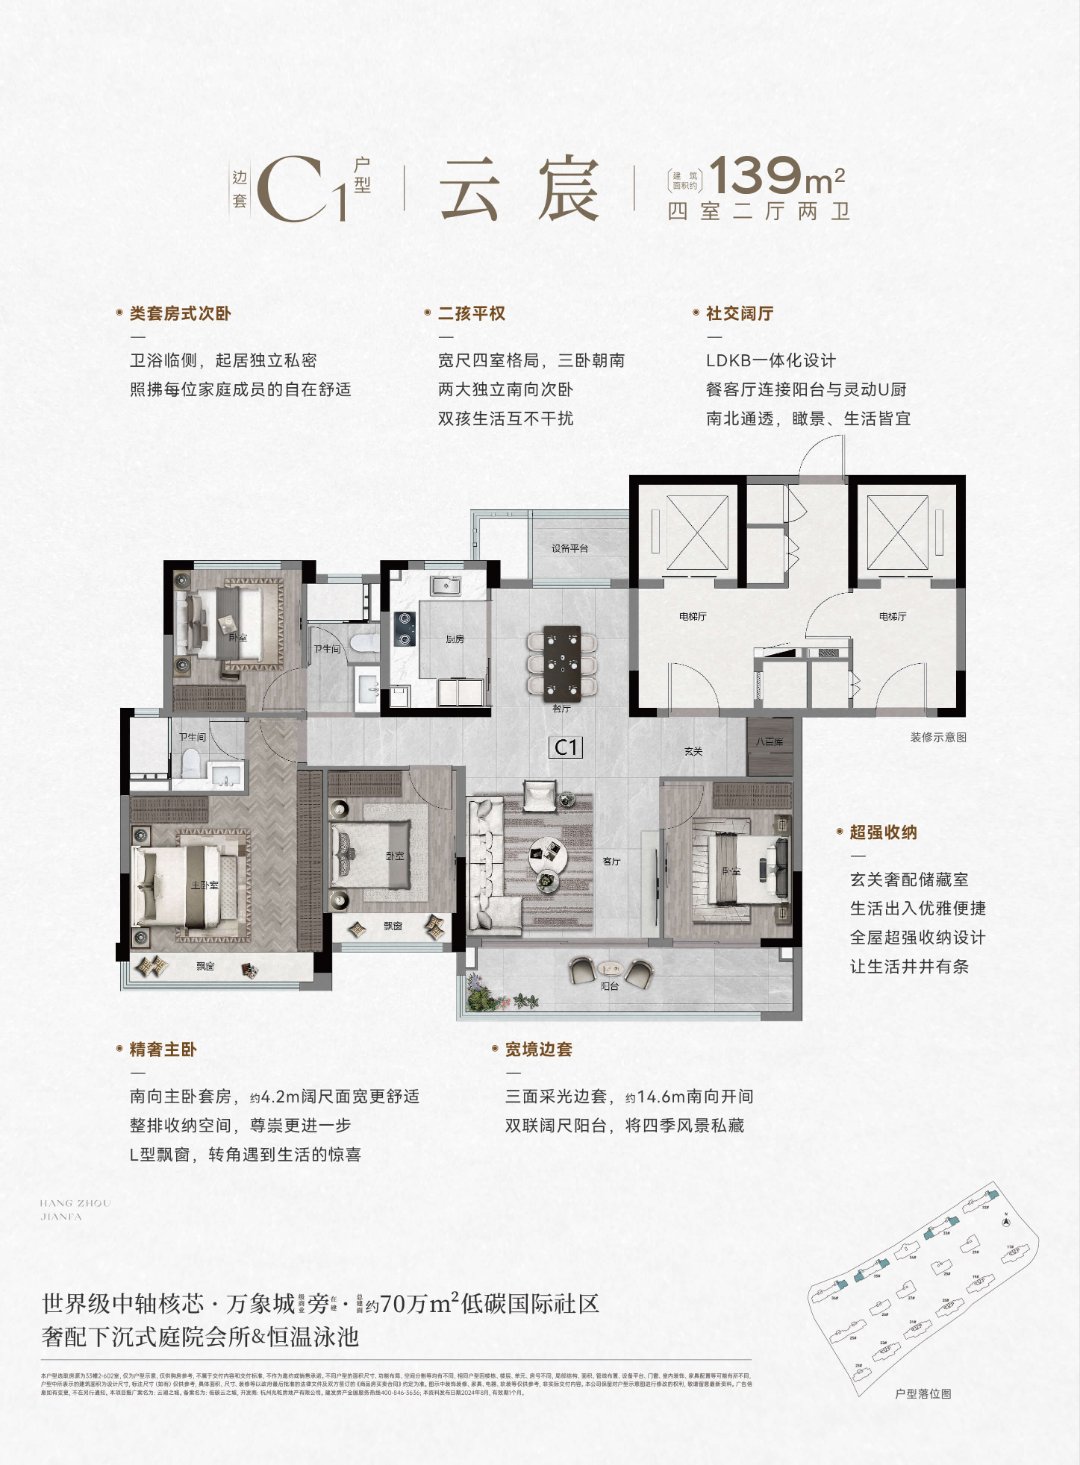 边套 C1 户型
云宸
建筑面积约 139m²
四室二厅两卫
类套房式次卧
卫浴临侧，起居独立私密
照拂每位家庭成员的自在舒适
二孩平权
宽尺四室格局，三卧朝南
两大独立南向次卧
双孩生活互不干扰
社交阔厅
LDKB一体化设计
餐客厅连接阳台与灵动U厨
南北通透，瞰景、生活皆宜
设备平台
电梯厅
电梯厅
卧室
卫生间
厨房
餐厅
C1
玄关
八宝库
装修示意图
卫生间
主卧室
卧室
客厅
卧室
飘窗
飘窗
阳台
超强收纳
玄关奢配储藏室
生活出入优雅便捷
全屋超强收纳设计
让生活井井有条
精奢主卧
南向主卧套房，约4.2m阔尺面宽更舒适
整排收纳空间，尊崇更进一步
L型飘窗，转角遇到生活的惊喜
宽境边套
三面采光边套，约14.6m南向开间
双联阔尺阳台，将四季风景私藏
HANG ZHOU
JIANFA
N
世界级中轴核芯·万象城级商业旁在建·总建面约70万m²低碳国际社区
奢配下沉式庭院会所&恒温泳池
户型落位图